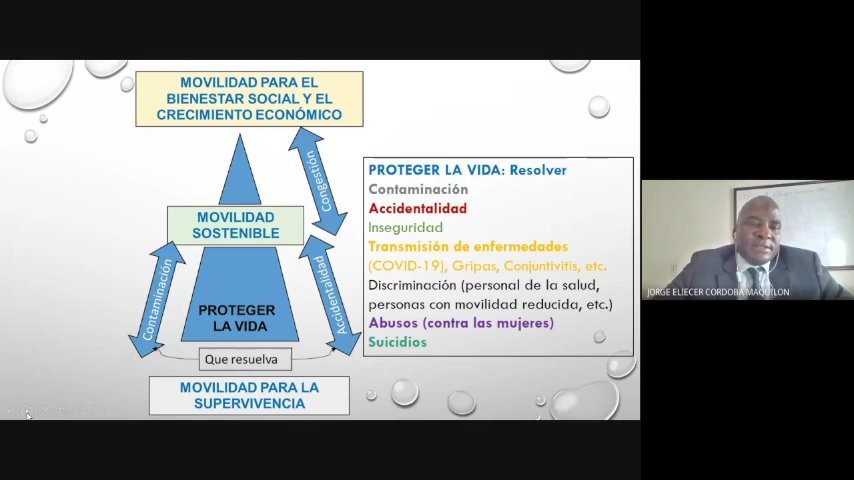 MOVILIDAD PARA EL
BIENESTAR SOCIAL Y EL
CRECIMIENTO ECONÓMICO
Congestión
MOVILIDAD
SOSTENIBLE
Contaminación
Accidentalidad
PROTEGER
LA VIDA
Que resuelva
MOVILIDAD PARA LA
SUPERVIVENCIA
PROTEGER LA VIDA: Resolver
Contaminación
Accidentalidad
Inseguridad
Transmisión de enfermedades
(COVID-19), Gripas, Conjuntivitis, etc.
Discriminación (personal de la salud,
personas con movilidad reducida, etc.)
Abusos (contra las mujeres)
Suicidios
JORGE ELIECER CORDOBA MAQUILON